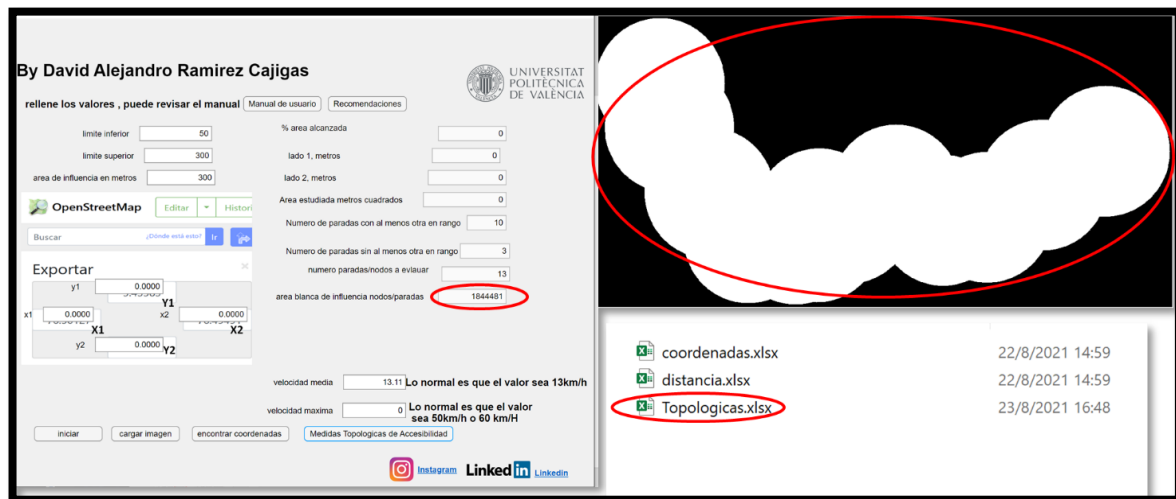 By David Alejandro Ramirez Cajigas
UNIVERSITAT
POLITÈCNICA
DE VALÈNCIA
rellene los valores , puede revisar el manual Manual de usuario Recomendaciones
limite inferior 50
limite superior 300
area de influencia en metros 300
% area alcanzada 0
lado 1, metros 0
lado 2, metros 0
Area estudiada metros cuadrados 0
Numero de paradas con al menos otra en rango 10
Numero de paradas sin al menos otra en rango 3
numero paradas/nodos a evlauar 13
area blanca de influencia nodos/paradas 1844481
OpenStreetMap Editar Histori
Buscar ¿Dónde está esto? Ir
Exportar
y1 0.0000
Y1
x1 0.0000 x2 0.0000
X1 X2
y2 0.0000 Y2
velocidad media 13.11 Lo normal es que el valor sea 13km/h
velocidad maxima 0 Lo normal es que el valor
sea 50km/h o 60 km/H
iniciar cargar imagen encontrar coordenadas Medidas Topologicas de Accesibilidad
Instagram Linked in Linkedin
coordenadas.xlsx 22/8/2021 14:59
distancia.xlsx 22/8/2021 14:59
Topologicas.xlsx 23/8/2021 16:48